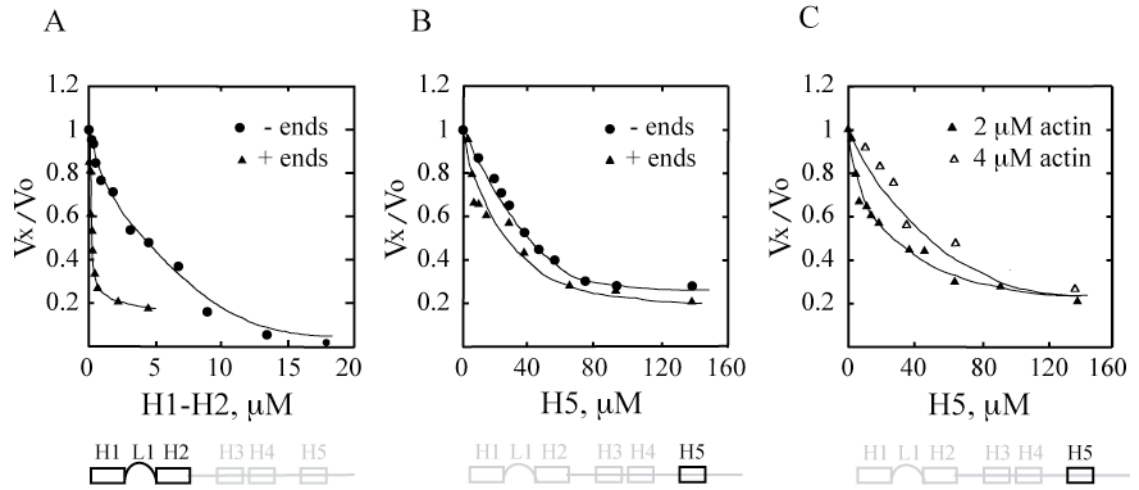 A
B
C
1.2
1
0.8
0.6
0.4
0.2
Vx/Vo
- ends
+ ends
0 5 10 15 20
H1-H2, μM
1.2
1
0.8
0.6
0.4
0.2
Vx/Vo
- ends
+ ends
0 40 80 120 160
H5, μM
1.2
1
0.8
0.6
0.4
0.2
Vx/Vo
2 μM actin
4 μM actin
0 40 80 120 160
H5, μM
H1 L1 H2 H3 H4 H5
H1 L1 H2 H3 H4 H5
H1 L1 H2 H3 H4 H5